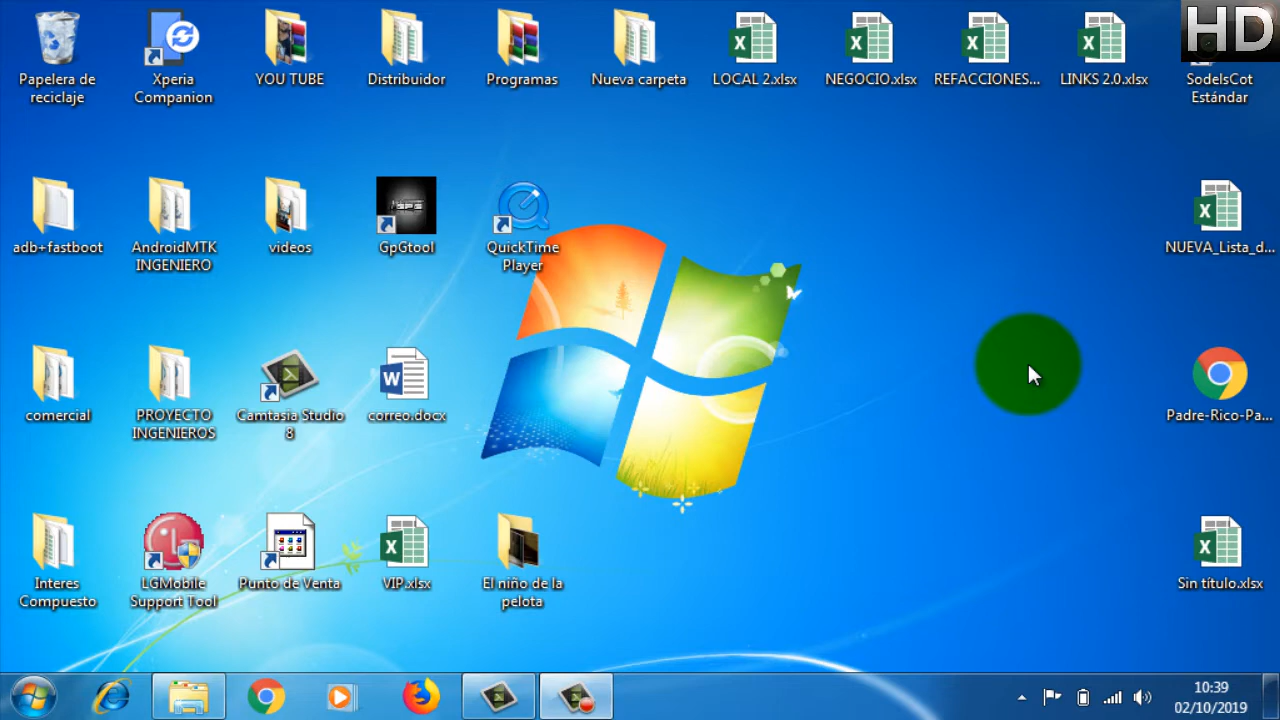 HD
Papelera de
reciclaje
Xperia
Companion
YOU TUBE
Distribuidor
Programas
Nueva carpeta
LOCAL 2.xlsx
NEGOCIO.xlsx
REFACCIONES...
LINKS 2.0.xlsx
SodelsCot
Estándar
adb+fastboot
AndroidMTK
INGENIERO
videos
GpGtool
QuickTime
Player
NUEVA_Lista_d...
comercial
PROYECTO
INGENIEROS
Camtasia Studio
8
correo.docx
Padre-Rico-Pa...
Interes
Compuesto
LGMobile
Support Tool
Punto de Venta
VIP.xlsx
El niño de la
pelota
Sin título.xlsx
10:39
02/10/2019